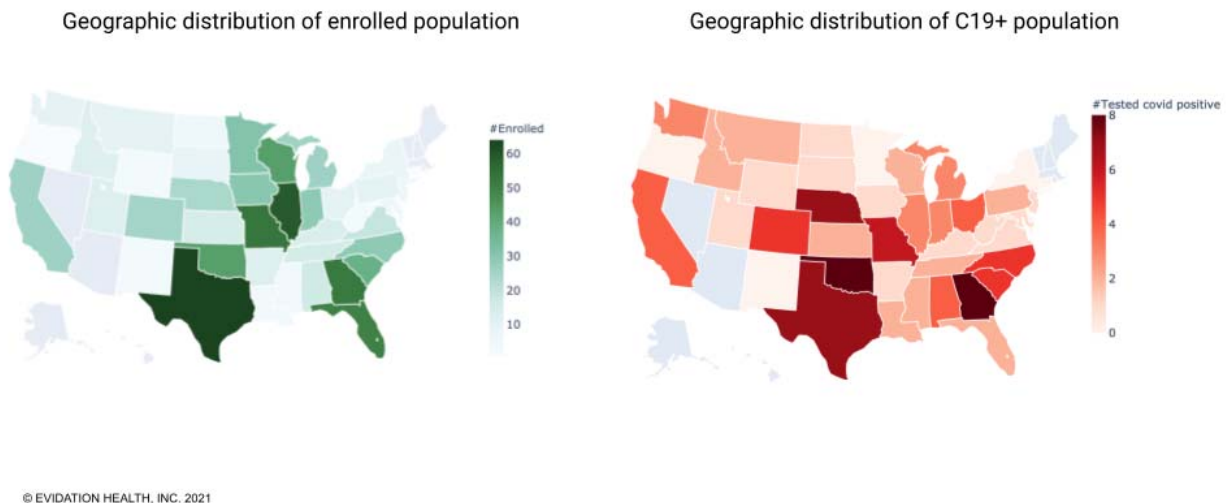 Geographic distribution of enrolled population
Geographic distribution of C19+ population
#Enrolled
60
50
40
30
20
10
#Tested covid positive
8
6
4
2
0
© EVIDATION HEALTH, INC. 2021